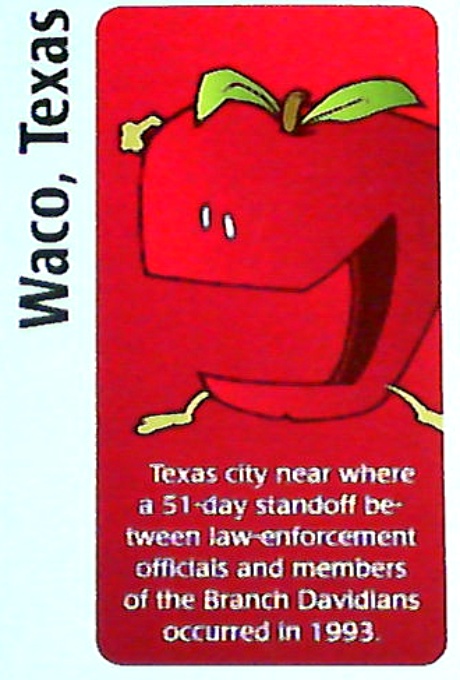 Waco, Texas
Texas city near where
a 51-day standoff be-
tween law-enforcement
officials and members
of the Branch Davidians
occurred in 1993.